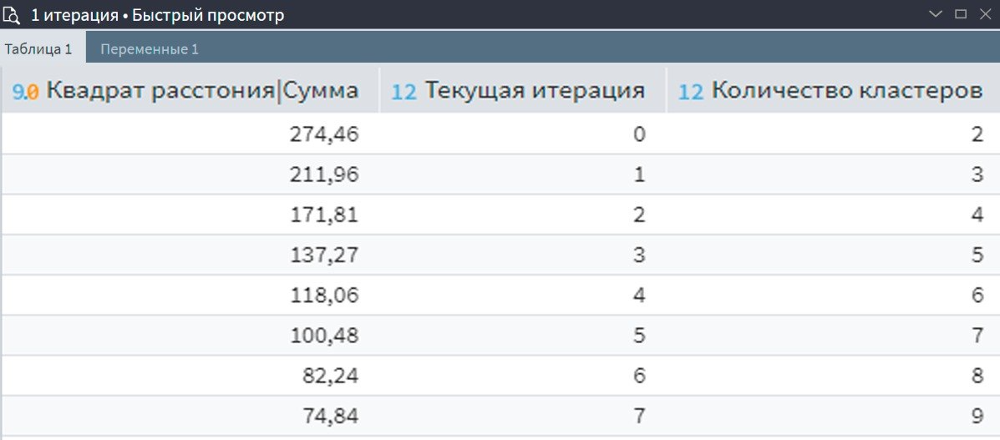 1 итерация • Быстрый просмотр
Таблица 1 Переменные 1
9.0 Квадрат расстония|Сумма 12 Текущая итерация 12 Количество кластеров
274,46 0 2
211,96 1 3
171,81 2 4
137,27 3 5
118,06 4 6
100,48 5 7
82,24 6 8
74,84 7 9